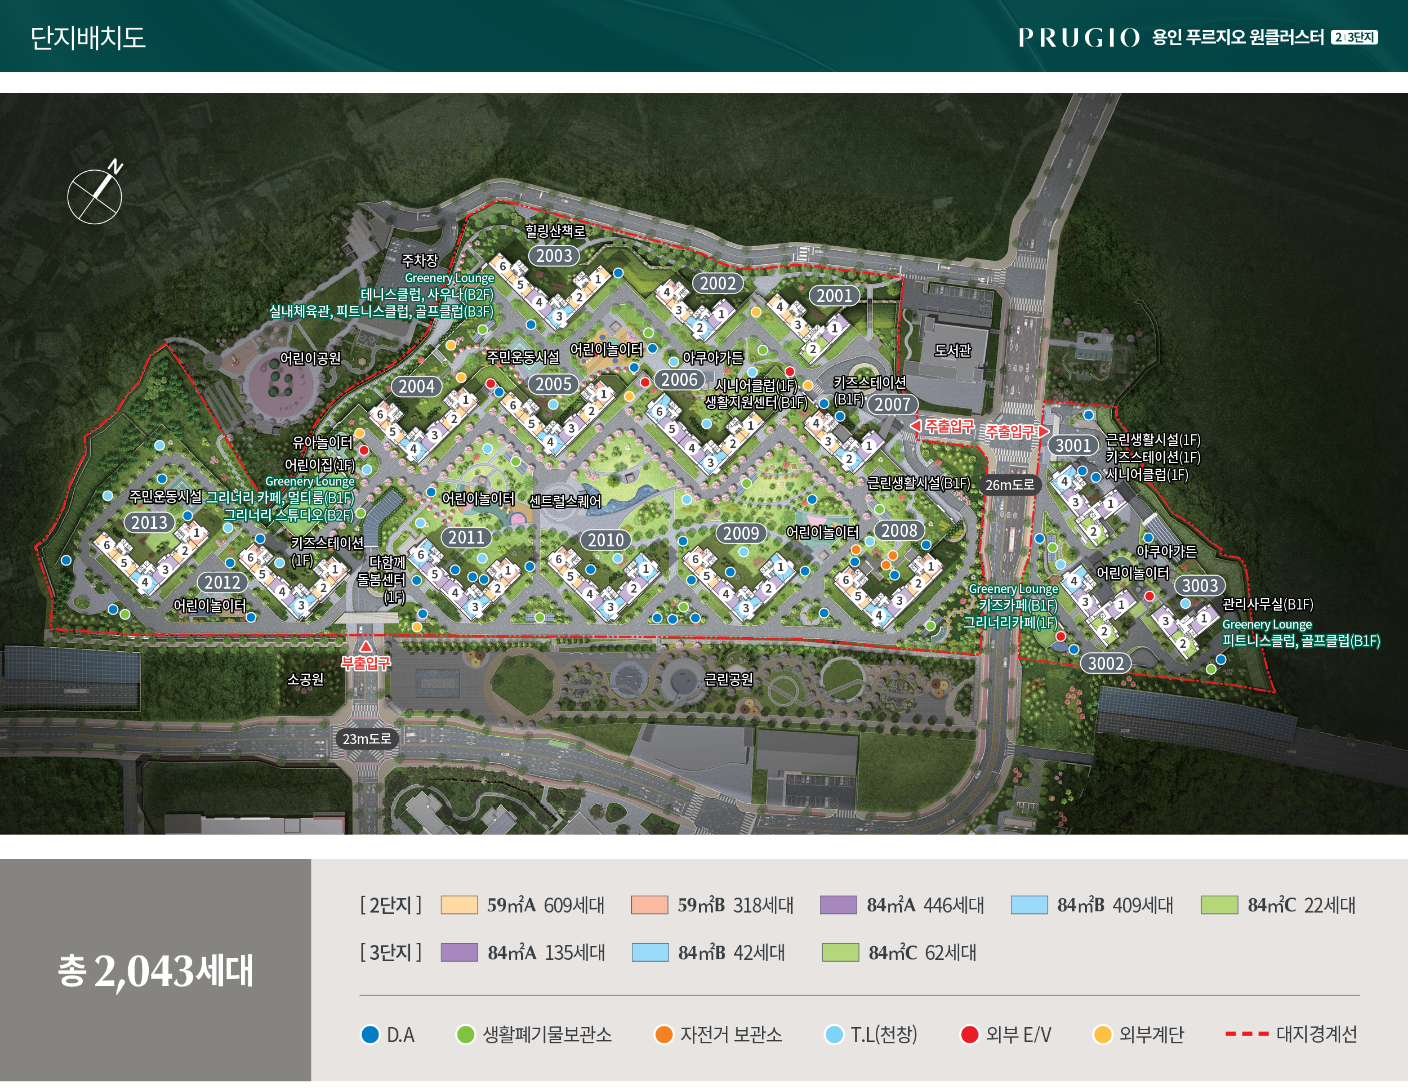 단지배치도
PRUGIO 용인 푸르지오 원클러스터 2 3단지
N
힐링산책로
2003
주차장
Greenery Lounge
테니스클럽, 사우나(B2F)
실내체육관, 피트니스클럽, 골프클럽(B3F)
2002
2001
어린이공원
주민운동시설
어린이놀이터
아쿠아가든
도서관
2004
2005
2006
시니어클럽(1F)
생활지원센터(B1F)
키즈스테이션
(B1F)
2007
주출입구
주출입구
3001
근린생활시설(1F)
키즈스테이션(1F)
시니어클럽(1F)
유아놀이터
어린이집(1F)
Greenery Lounge
그리너리 카페, 멀티룸(B1F)
그리너리 스튜디오(B2F)
근린생활시설(B1F)
26m도로
주민운동시설
2013
어린이놀이터
센트럴스퀘어
키즈스테이션
(1F)
2011
2010
2009
어린이놀이터
2008
아쿠아가든
어린이놀이터
다함께
돌봄센터
(1F)
2012
어린이놀이터
Greenery Lounge
키즈카페(B1F)
그리너리카페(1F)
3003
관리사무실(B1F)
Greenery Lounge
피트니스클럽, 골프클럽(B1F)
3002
부출입구
소공원
근린공원
23m도로
총 2,043세대
[ 2단지 ] 59㎡A 609세대 59㎡B 318세대 84㎡A 446세대 84㎡B 409세대 84㎡C 22세대
[ 3단지 ] 84㎡A 135세대 84㎡B 42세대 84㎡C 62세대
D.A 생활폐기물보관소 자전거 보관소 T.L(천창) 외부 E/V 외부계단 대지경계선